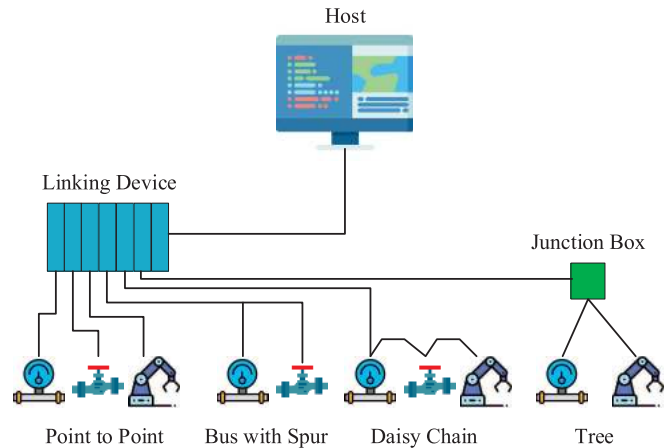 Host
Linking Device
Junction Box
Point to Point
Bus with Spur
Daisy Chain
Tree